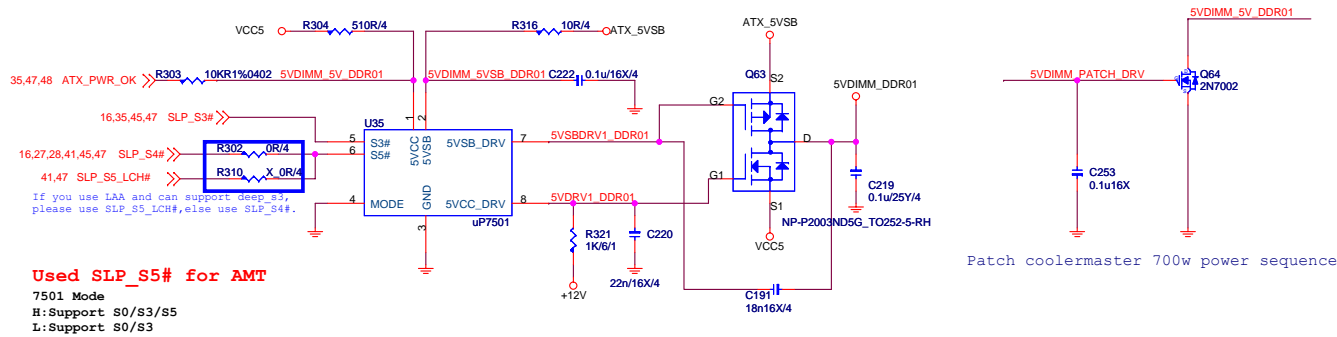 VCC5
R304
510R/4
R316
10R/4
ATX_5VSB
ATX_5VSB
5VDIMM_5V_DDR01
35,47,48 ATX_PWR_OK
R303
10KR1%0402
5VDIMM_5V_DDR01
5VDIMM_5VSB_DDR01
C222
0.1u/16X/4
Q63
S2
5VDIMM_DDR01
5VDIMM_PATCH_DRV
Q64
2N7002
16,35,45,47 SLP_S3#
U35
1
2
G2
16,27,28,41,45,47 SLP_S4#
R302
0R/4
5
S3#
6
S5#
5VCC
5VSB
5VSB_DRV
7
5VSBDRV1_DDR01
D
41,47 SLP_S5_LCH#
R310
X_0R/4
If you use LAA and can support deep_s3,
please use SLP_S5_LCH#,else use SLP_S4#.
4
MODE
GND
5VCC_DRV
8
5VDRV1_DDR01
G1
C219
0.1u/25Y/4
C253
0.1u16X
3
uP7501
S1
NP-P2003ND5G_TO252-5-RH
R321
1K/6/1
C220
22n/16X/4
VCC5
+12V
C191
18n16X/4
Patch coolermaster 700w power sequence
Used SLP_S5# for AMT
7501 Mode
H:Support S0/S3/S5
L:Support S0/S3